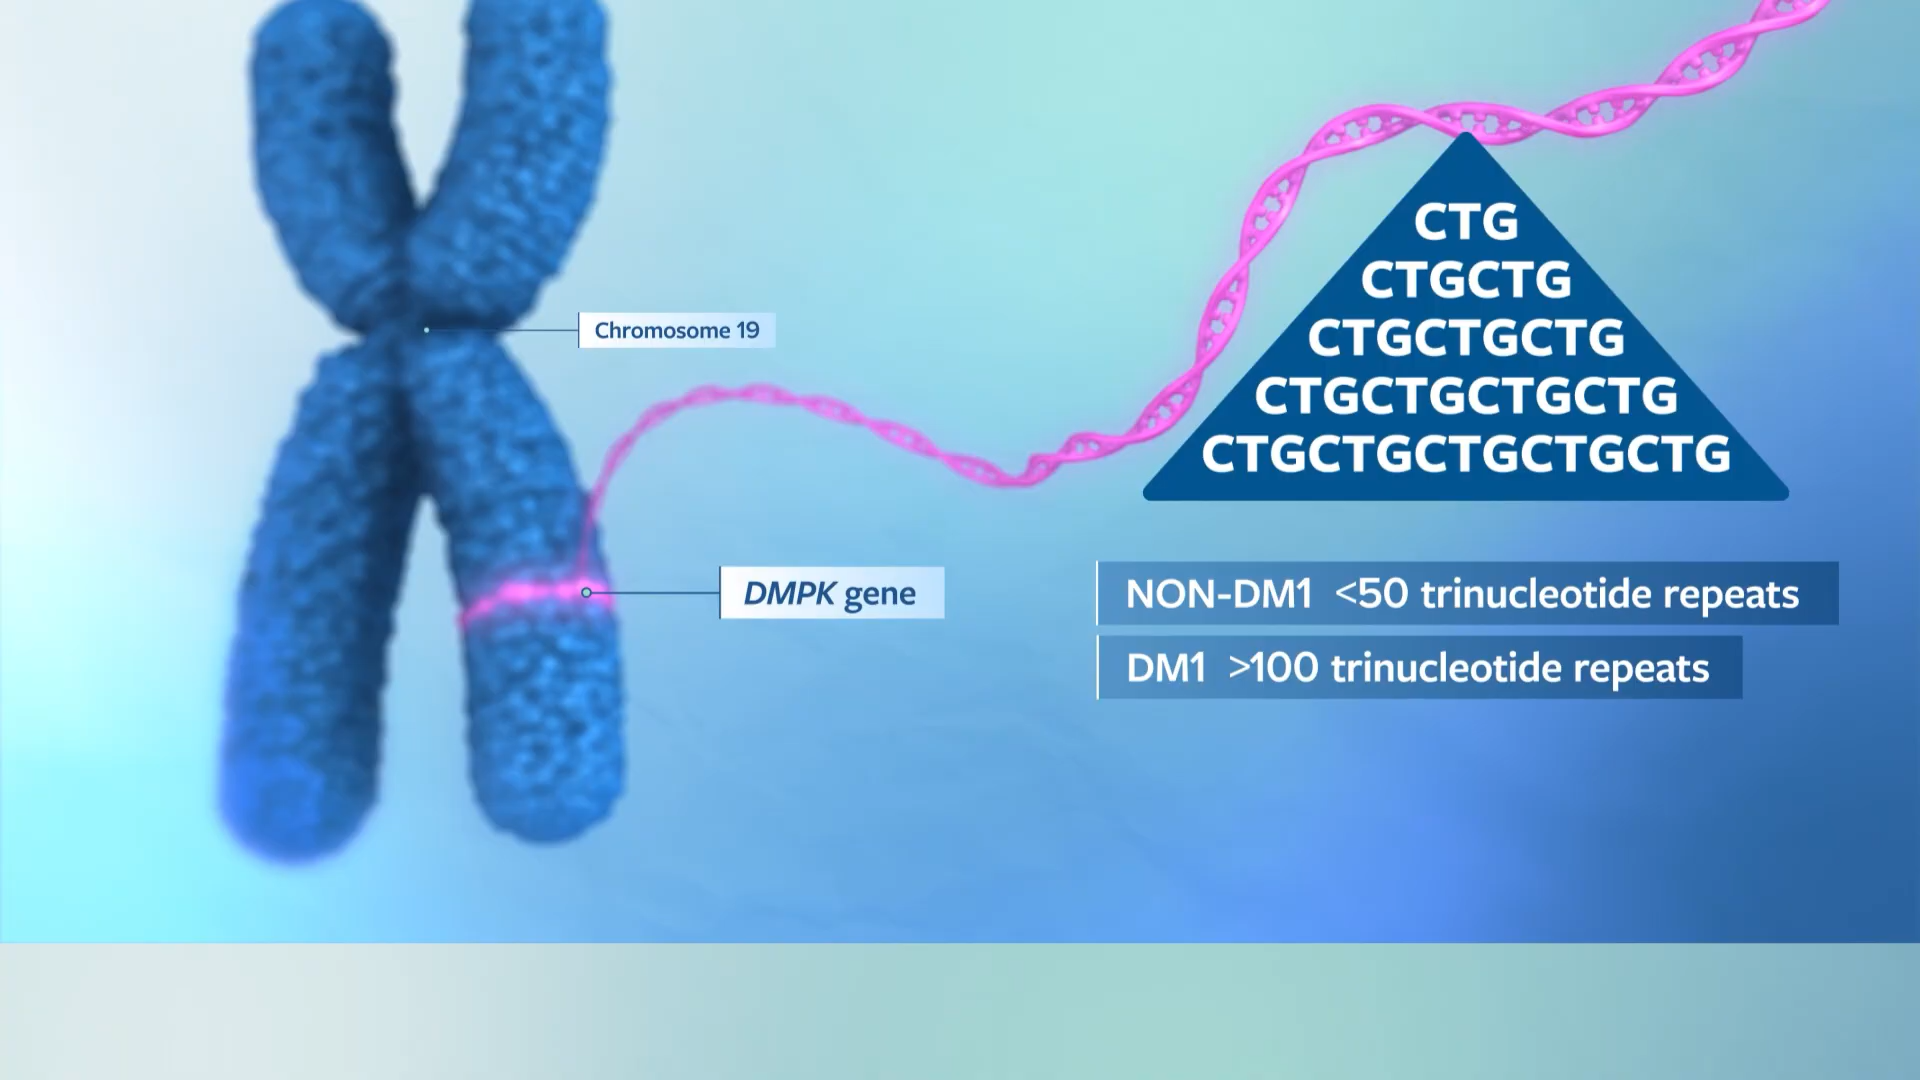 CTG
CTGCTG
CTGCTGCTG
CTGCTGCTGCTG
CTGCTGCTGCTGCTG
Chromosome 19
DMPK gene
NON-DM1 <50 trinucleotide repeats
DM1 >100 trinucleotide repeats